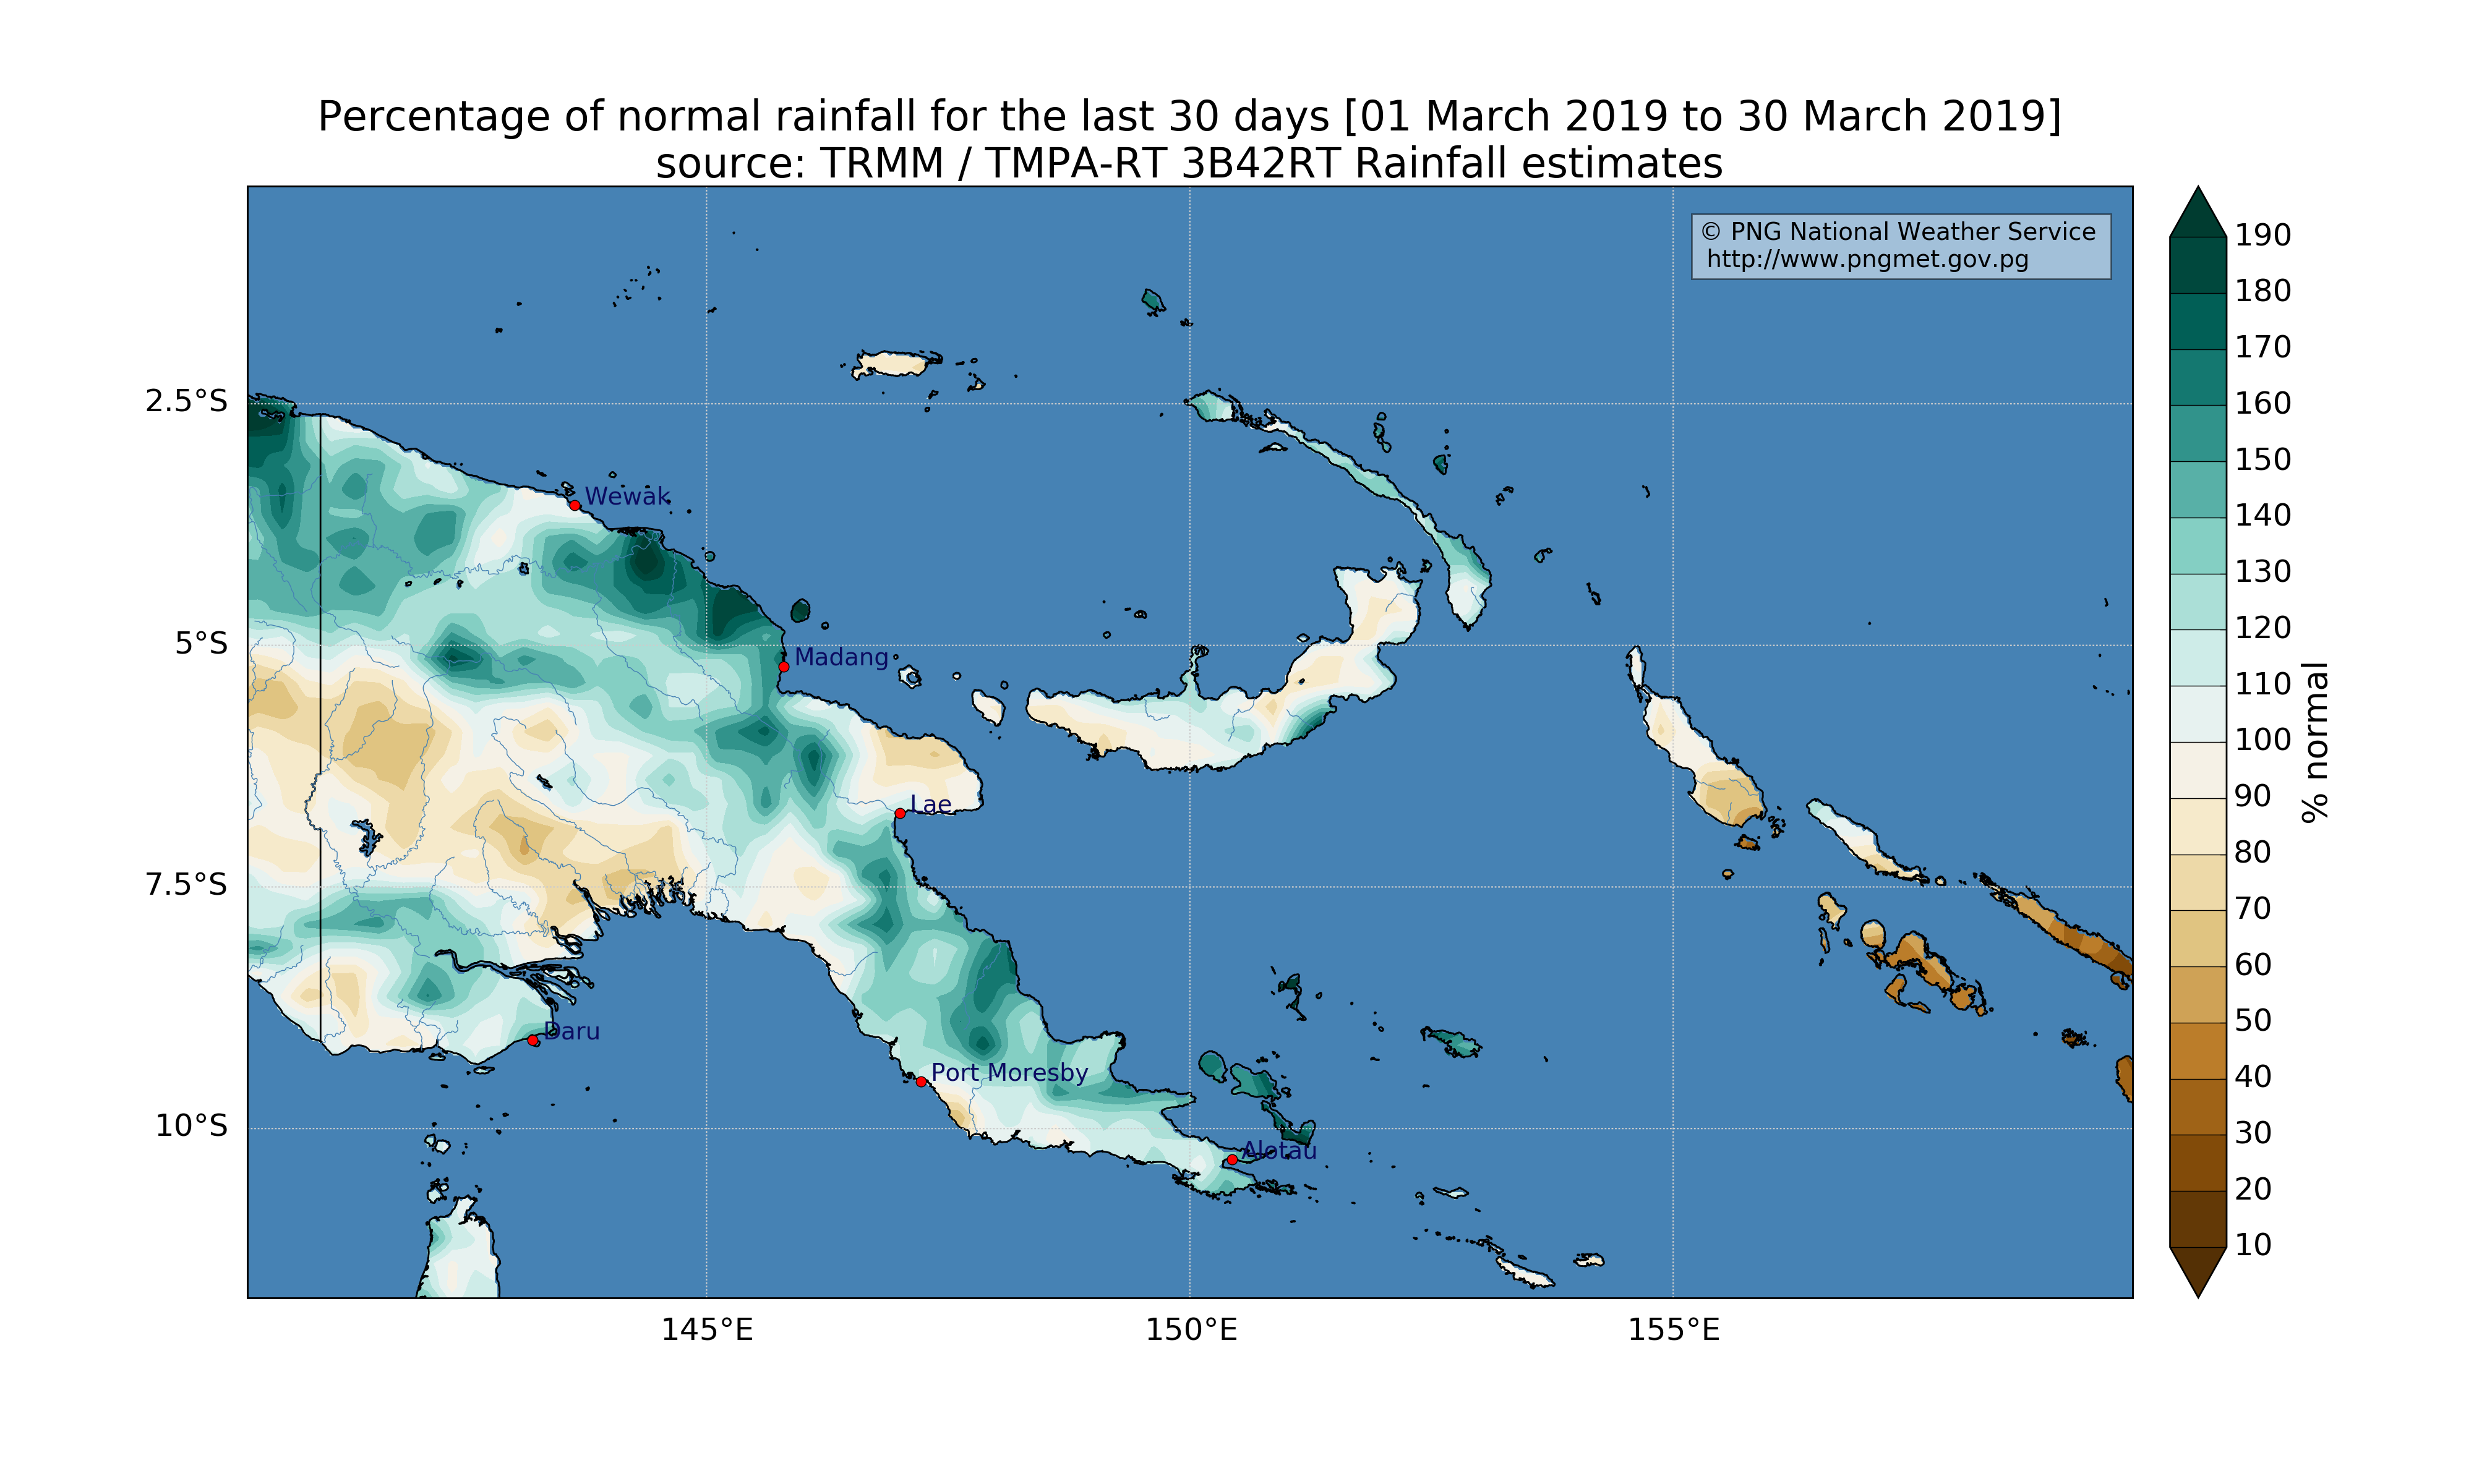 Percentage of normal rainfall for the last 30 days [01 March 2019 to 30 March 2019]
source: TRMM / TMPA-RT 3B42RT Rainfall estimates
© PNG National Weather Service
http://www.pngmet.gov.pg
190
180
170
160
150
140
130
120
110
100
90
80
70
60
50
40
30
20
10
% normal
2.5°S
5°S
7.5°S
10°S
Wewak
Madang
Lae
Daru
Port Moresby
Alotau
145°E
150°E
155°E